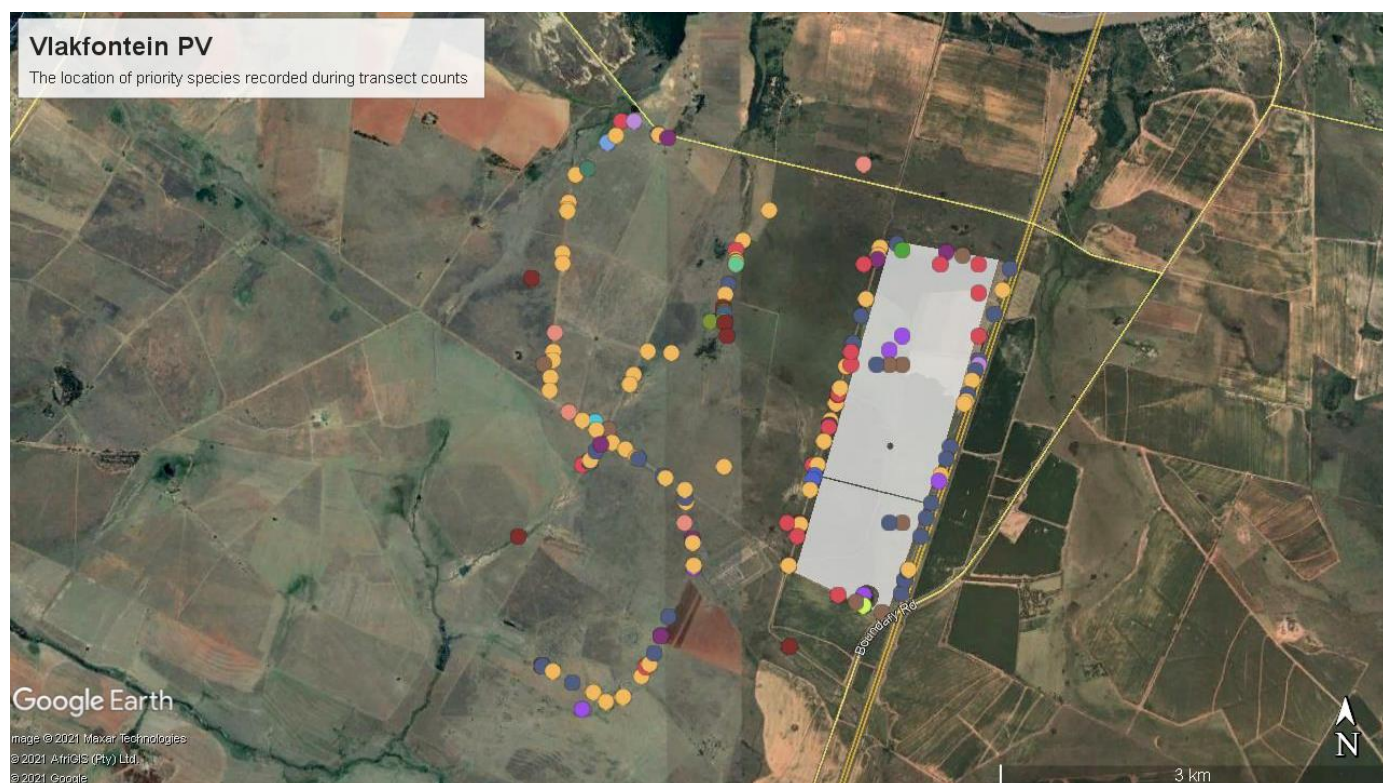 Vlakfontein PV
The location of priority species recorded during transect counts
Boundary Rd
Google Earth
mage © 2021 Maxar Technologies
© 2021 AfriGIS (Pty) Ltd.
© 2021 Google
N
3 km